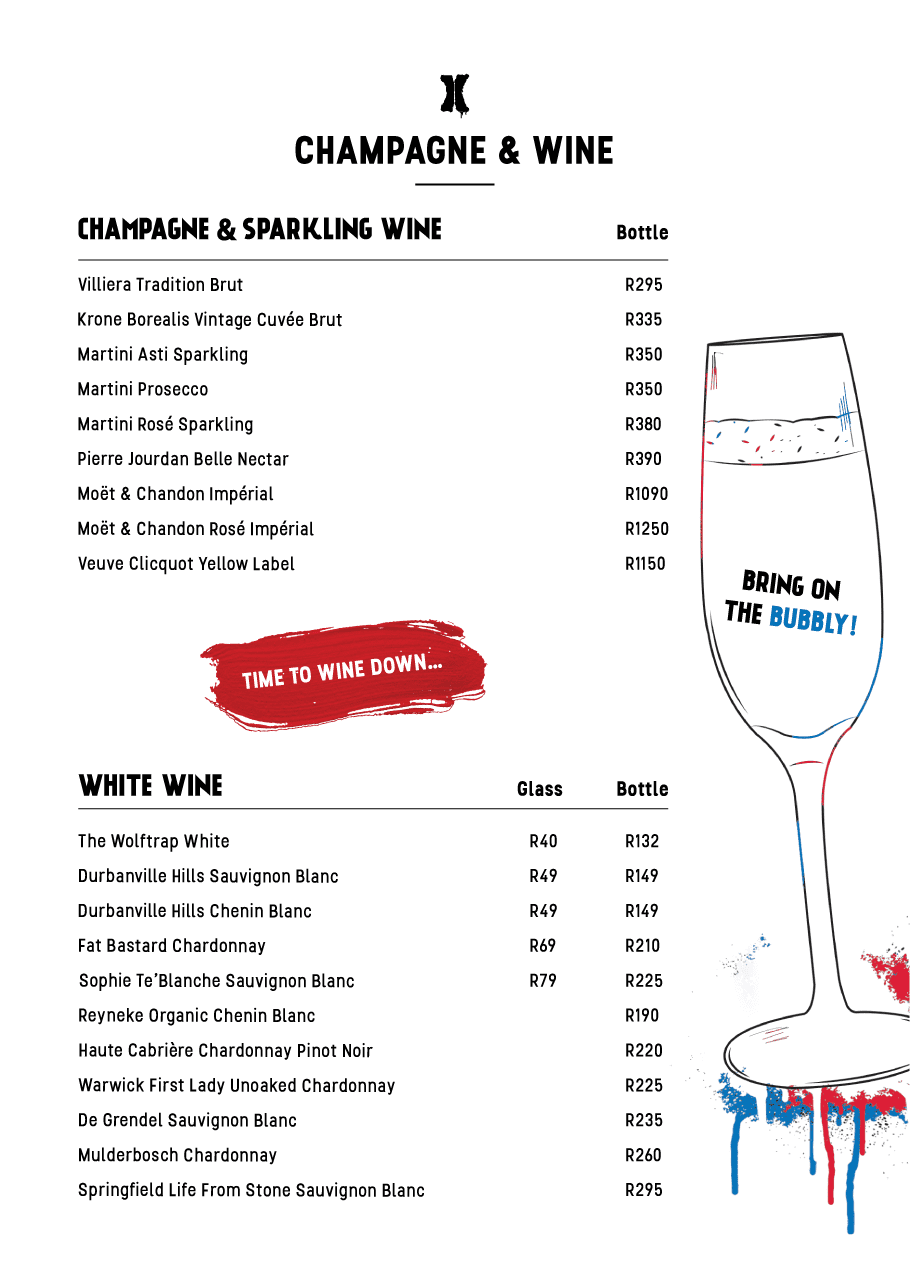 CHAMPAGNE & WINE
CHAMPAGNE & SPARKLING WINE Bottle
Villiera Tradition Brut R295
Krone Borealis Vintage Cuvée Brut R335
Martini Asti Sparkling R350
Martini Prosecco R350
Martini Rosé Sparkling R380
Pierre Jourdan Belle Nectar R390
Moët & Chandon Impérial R1090
Moët & Chandon Rosé Impérial R1250
Veuve Clicquot Yellow Label R1150
BRING ON
THE BUBBLY!
TIME TO WINE DOWN...
WHITE WINE Glass Bottle
The Wolftrap White R40 R132
Durbanville Hills Sauvignon Blanc R49 R149
Durbanville Hills Chenin Blanc R49 R149
Fat Bastard Chardonnay R69 R210
Sophie Te'Blanche Sauvignon Blanc R79 R225
Reyneke Organic Chenin Blanc R190
Haute Cabrière Chardonnay Pinot Noir R220
Warwick First Lady Unoaked Chardonnay R225
De Grendel Sauvignon Blanc R235
Mulderbosch Chardonnay R260
Springfield Life From Stone Sauvignon Blanc R295